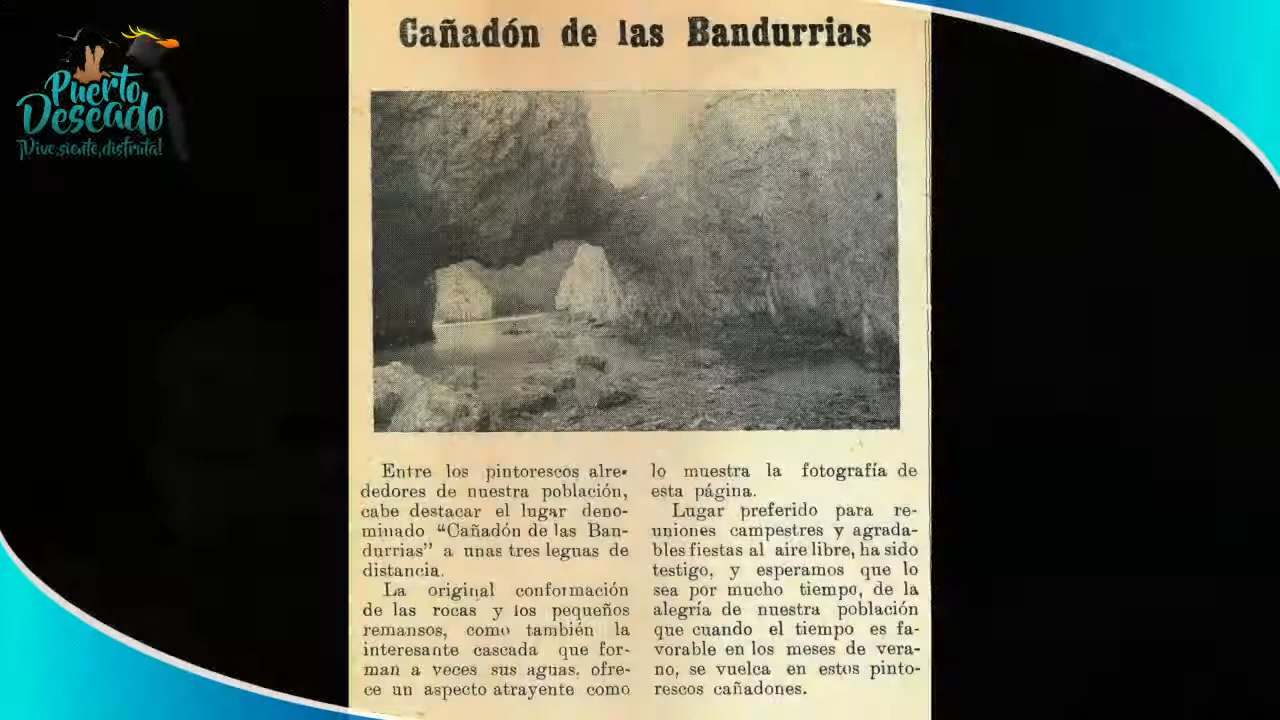 Puerto
Deseado
¡Vive, siente, disfruta!
Cañadón de las Bandurrias
Entre los pintorescos alre-
dedores de nuestra población,
cabe destacar el lugar deno-
minado “Cañadón de las Ban-
durrias” a unas tres leguas de
distancia.
La original conformación
de las rocas y los pequeños
remansos, como también la
interesante cascada que for-
man a veces sus aguas, ofre-
ce un aspecto atrayente como
lo muestra la fotografía de
esta página.
Lugar preferido para re-
uniones campestres y agrada-
bles fiestas al aire libre, ha sido
testigo, y esperamos que lo
sea por mucho tiempo, de la
alegría de nuestra población
que cuando el tiempo es fa-
vorable en los meses de vera-
no, se vuelca en estos pinto-
rescos cañadones.